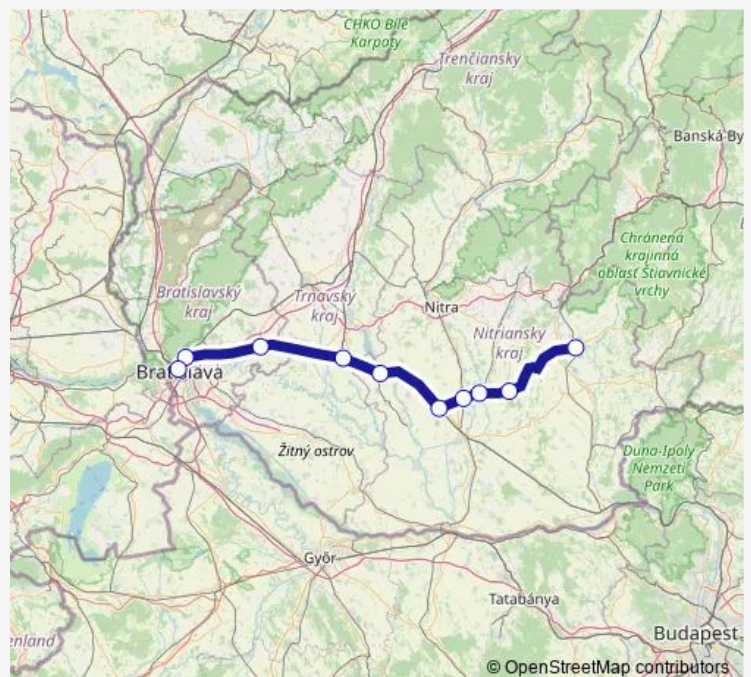 CHKO Bílé
Karpaty
Trenčiansky
kraj
Banská By
Chránená
krajinná
oblasť Štiavnické
vrchy
Bratislavský
kraj
Trnavský
kraj
Nitra
Nitriansky
kraj
Bratislava
Žitný ostrov
Duna-Ipoly
Nemzeti
Park
Győr
Tatabánya
enland
Budapest
© OpenStreetMap contributors